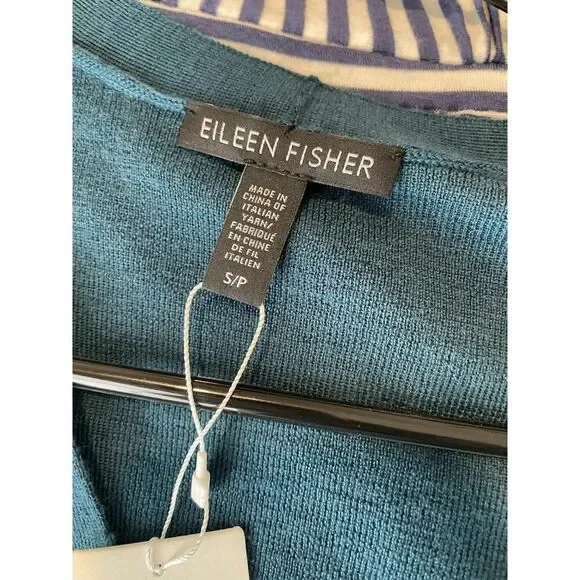 EILEEN FISHER
MADE IN
CHINA OF
ITALIAN
YARN/
FABRIQUÉ
EN CHINE
DE FIL
ITALIEN
S/P